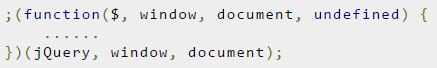 ;(function($, window, document, undefined) {
    ......
})(jQuery, window, document);